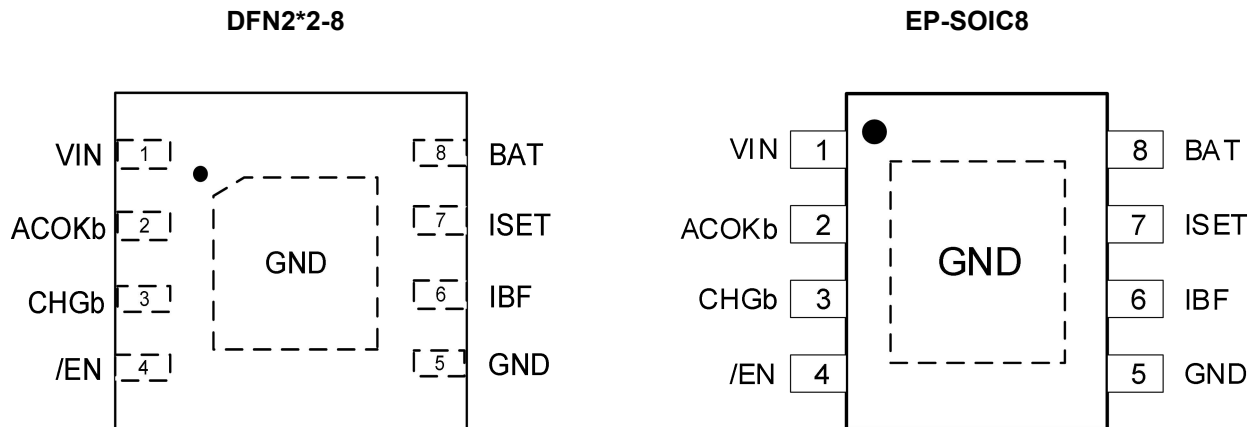 DFN2*2-8
VIN 1
ACOKb 2
CHGb 3
/EN 4
GND
8 BAT
7 ISET
6 IBF
5 GND
EP-SOIC8
VIN 1
ACOKb 2
CHGb 3
/EN 4
GND
8 BAT
7 ISET
6 IBF
5 GND